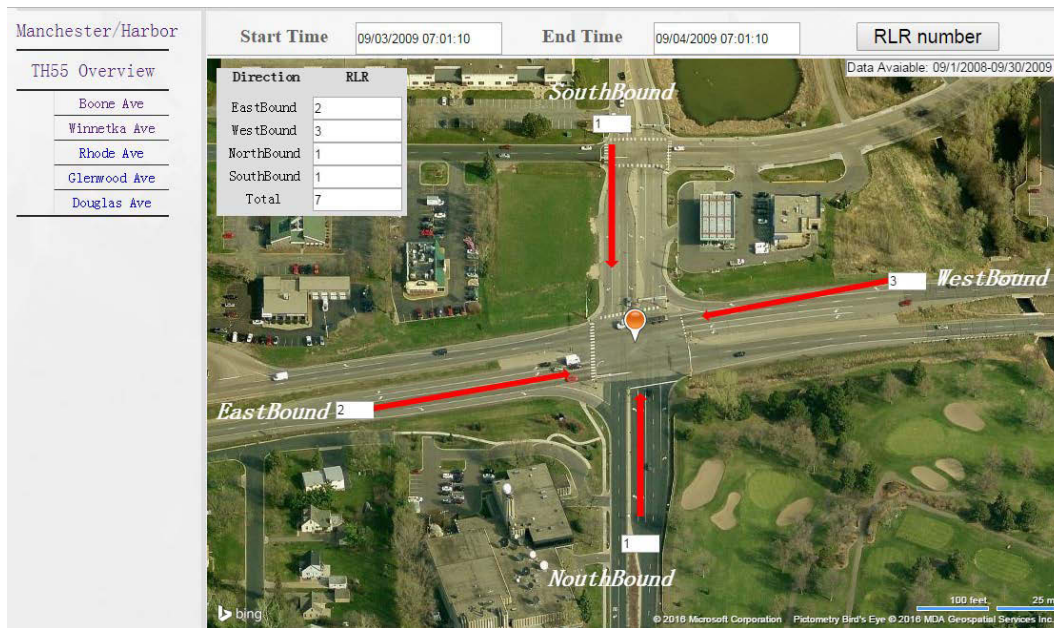 Manchester/Harbor
TH55 Overview
Boone Ave
Winnetka Ave
Rhode Ave
Glenwood Ave
Douglas Ave
Start Time 09/03/2009 07:01:10 End Time 09/04/2009 07:01:10 RLR number
Data Avaiable: 09/1/2008-09/30/2009
Direction RLR
EastBound 2
WestBound 3
NorthBound 1
SouthBound 1
Total 7
SouthBound
1
3 WestBound
EastBound 2
1
NouthBound
bing
100 feet 25 m
© 2016 Microsoft Corporation Pictometry Bird's Eye © 2016 MDA Geospatial Services Inc.